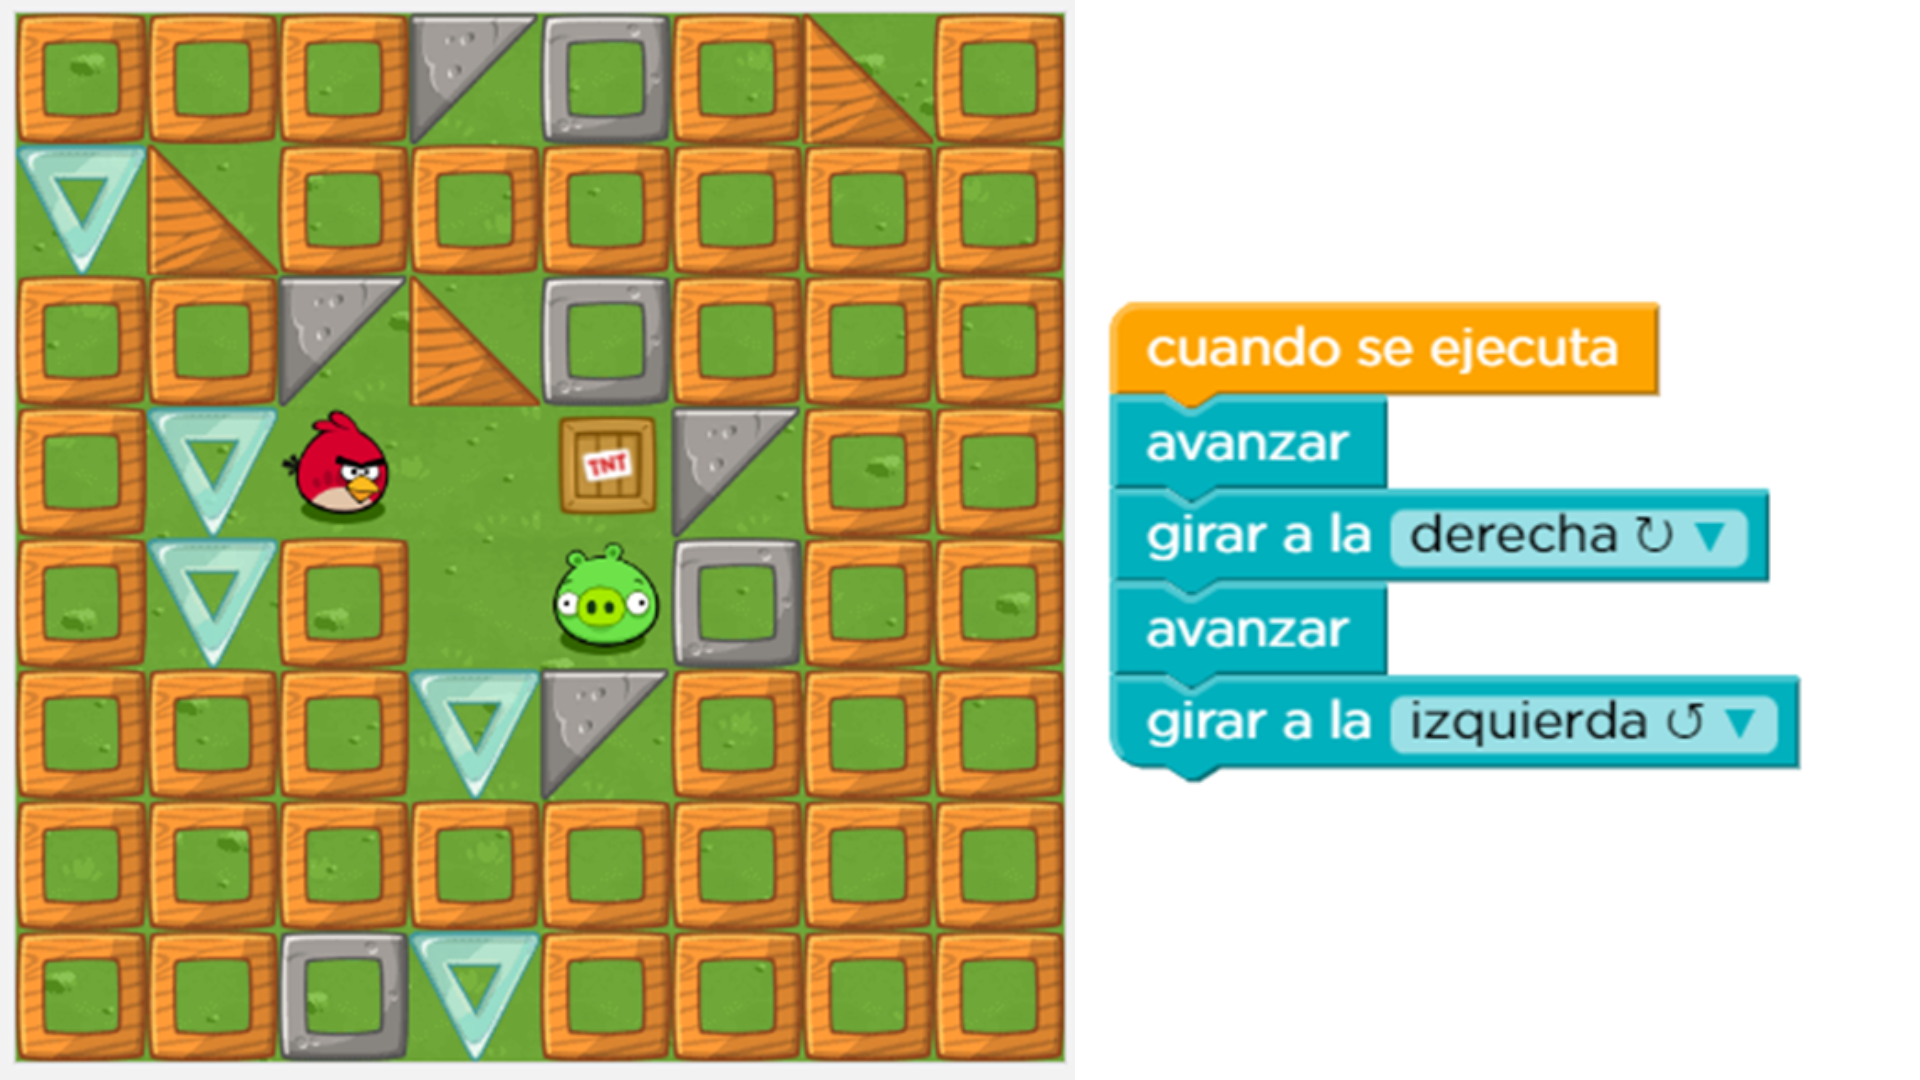 TNT
cuando se ejecuta
avanzar
girar a la derecha ↻ ▼
avanzar
girar a la izquierda ↺ ▼